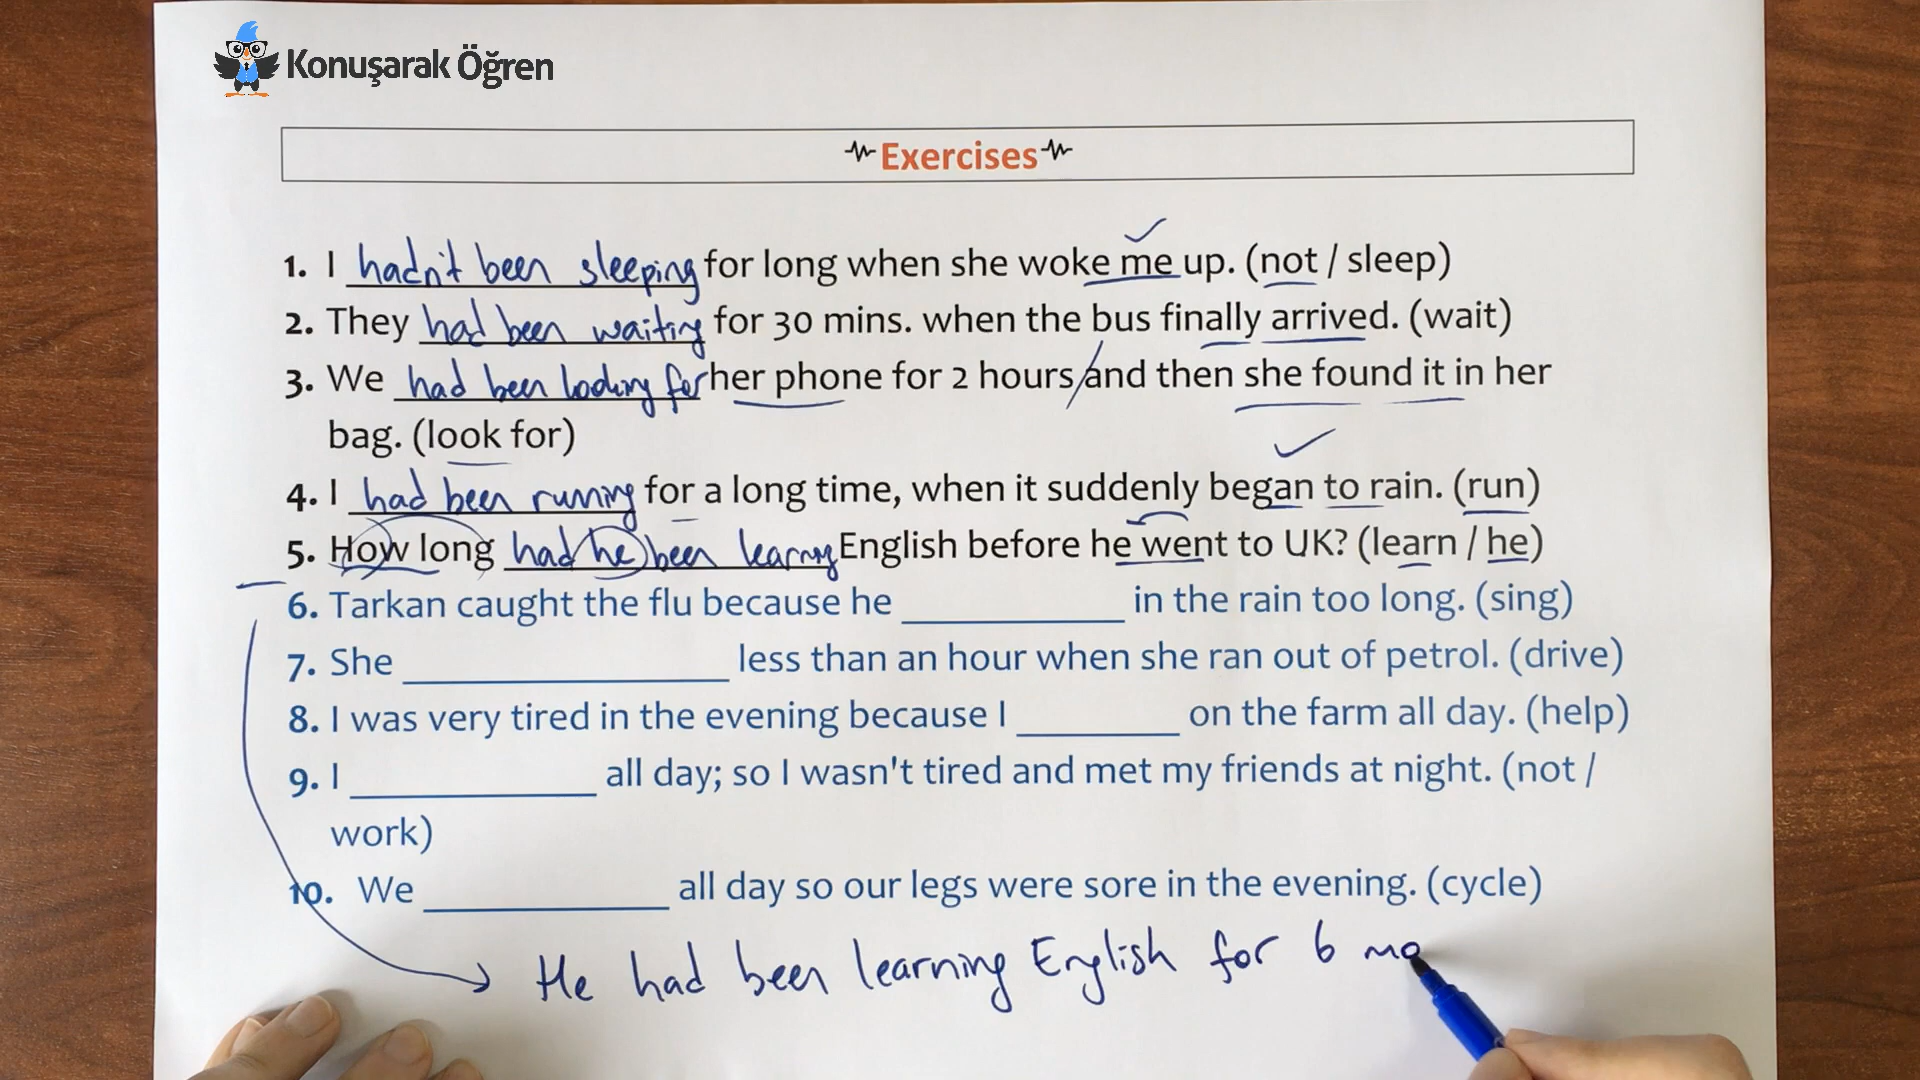 Konuşarak Öğren
Exercises
1. I hadn't been sleeping for long when she woke me up. (not / sleep)
2. They had been waiting for 30 mins. when the bus finally arrived. (wait)
3. We had been looking for her phone for 2 hours/and then she found it in her
bag. (look for)
4. I had been running for a long time, when it suddenly began to rain. (run)
5. How long had he been learning English before he went to UK? (learn / he)
6. Tarkan caught the flu because he ____________ in the rain too long. (sing)
7. She ____________ less than an hour when she ran out of petrol. (drive)
8. I was very tired in the evening because I ____________ on the farm all day. (help)
9. I ____________ all day; so I wasn't tired and met my friends at night. (not /
work)
10. We ____________ all day so our legs were sore in the evening. (cycle)
He had been learning English for 6 mo